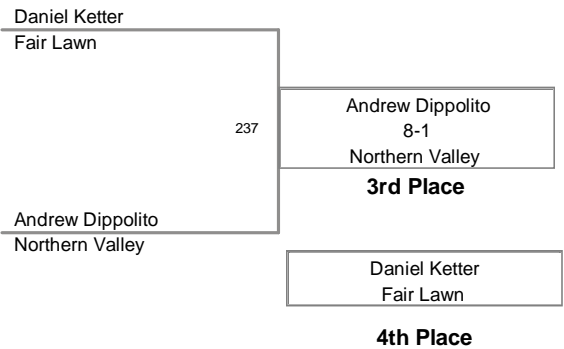 Daniel Ketter
Fair Lawn
237
Andrew Dippolito
8-1
Northern Valley
3rd Place
Andrew Dippolito
Northern Valley
Daniel Ketter
Fair Lawn
4th Place